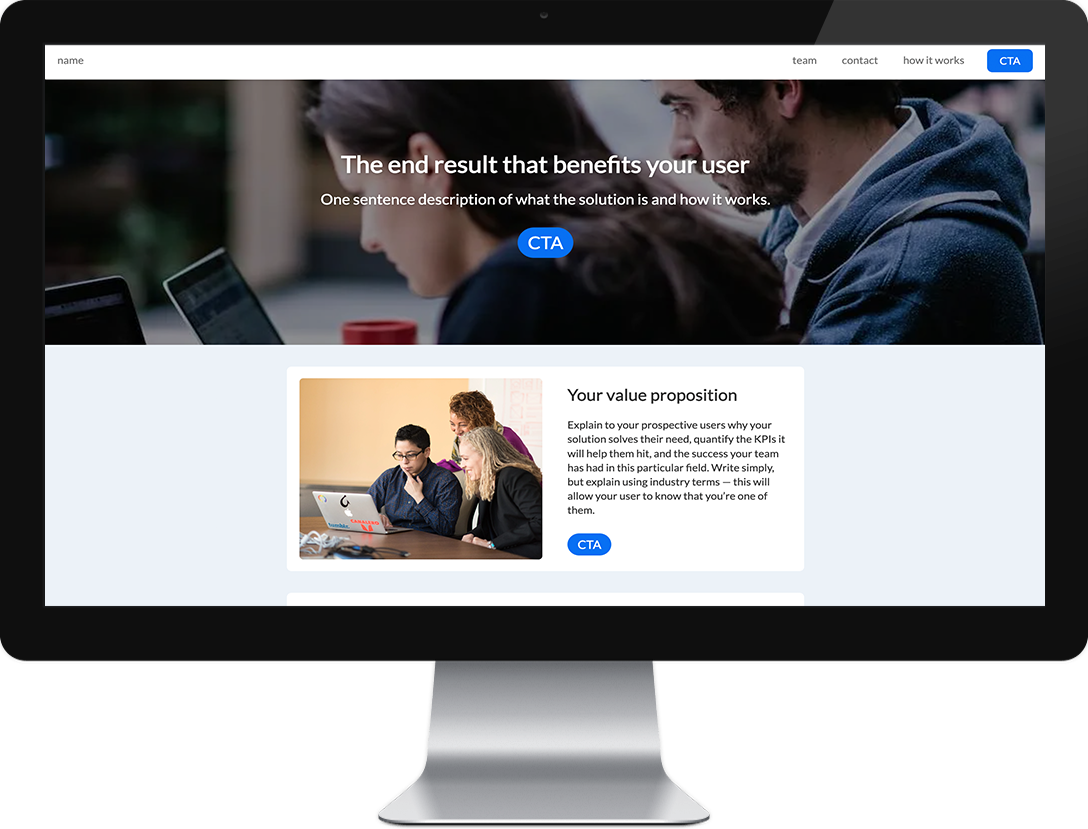 name
team contact how it works CTA
The end result that benefits your user
One sentence description of what the solution is and how it works.
CTA
Your value proposition
Explain to your prospective users why your
solution solves their need, quantify the KPIs it
will help them hit, and the success your team
has had in this particular field. Write simply,
but explain using industry terms — this will
allow your user to know that you're one of
them.
CTA
tumblr.